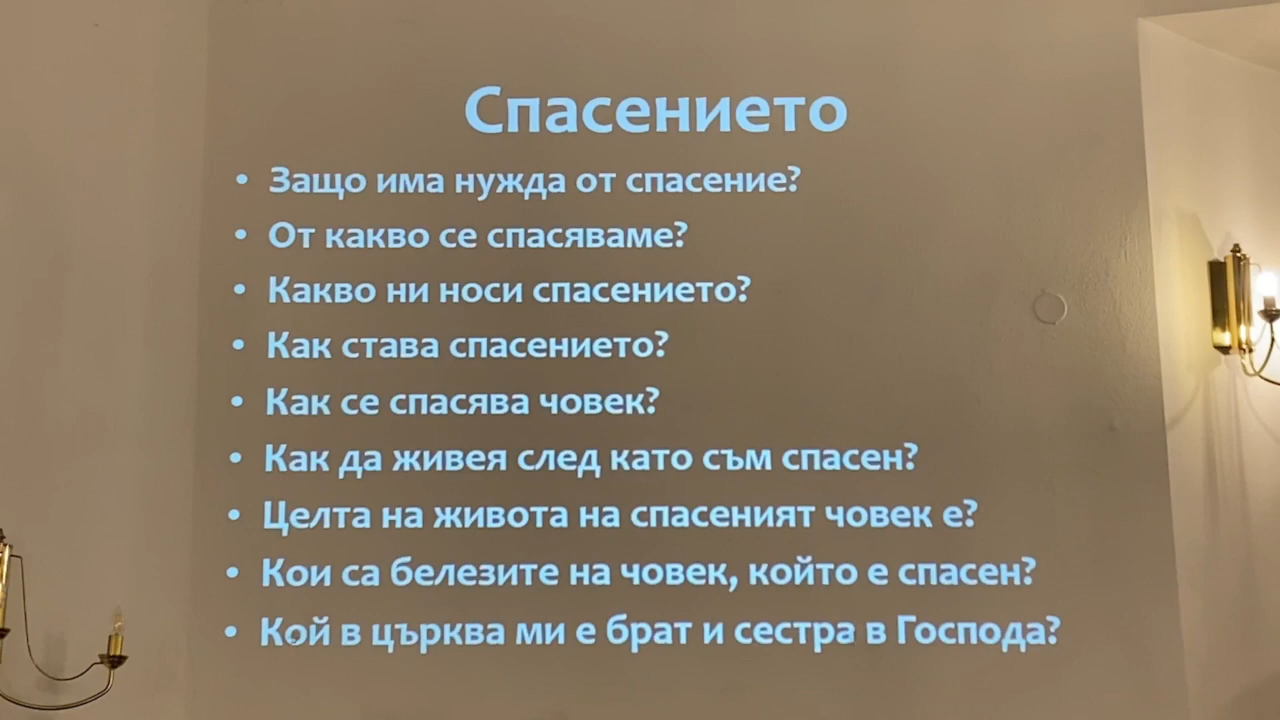 Спасението
• Защо има нужда от спасение?
• От какво се спасяваме?
• Какво ни носи спасението?
• Как става спасението?
• Как се спасява човек?
• Как да живея след като съм спасен?
• Целта на живота на спасеният човек е?
• Кои са белезите на човек, който е спасен?
• Кой в църква ми е брат и сестра в Господа?